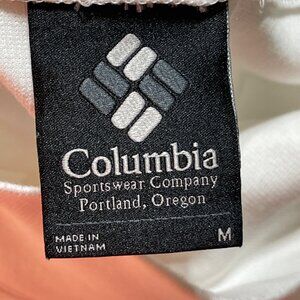 Columbia
Sportswear Company
Portland, Oregon
MADE IN
VIETNAM
M